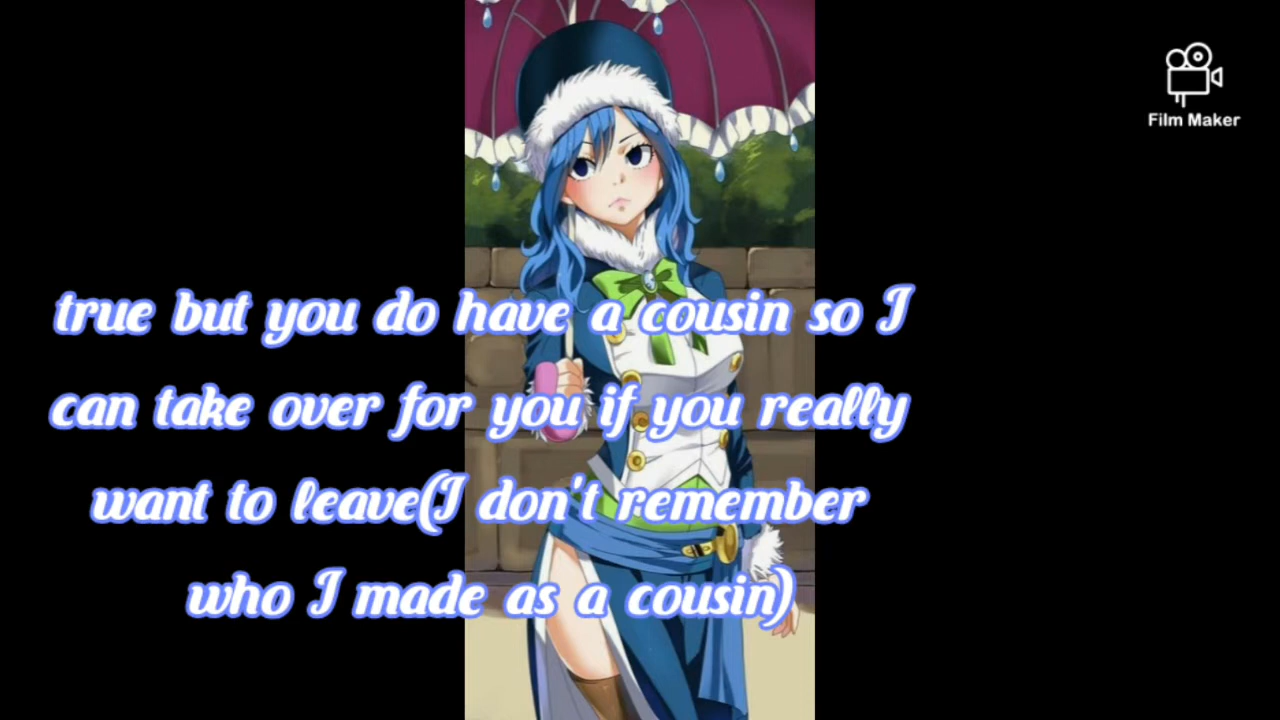 Film Maker
true but you do have a cousin so I
can take over for you if you really
want to leave(I don't remember
who I made as a cousin)